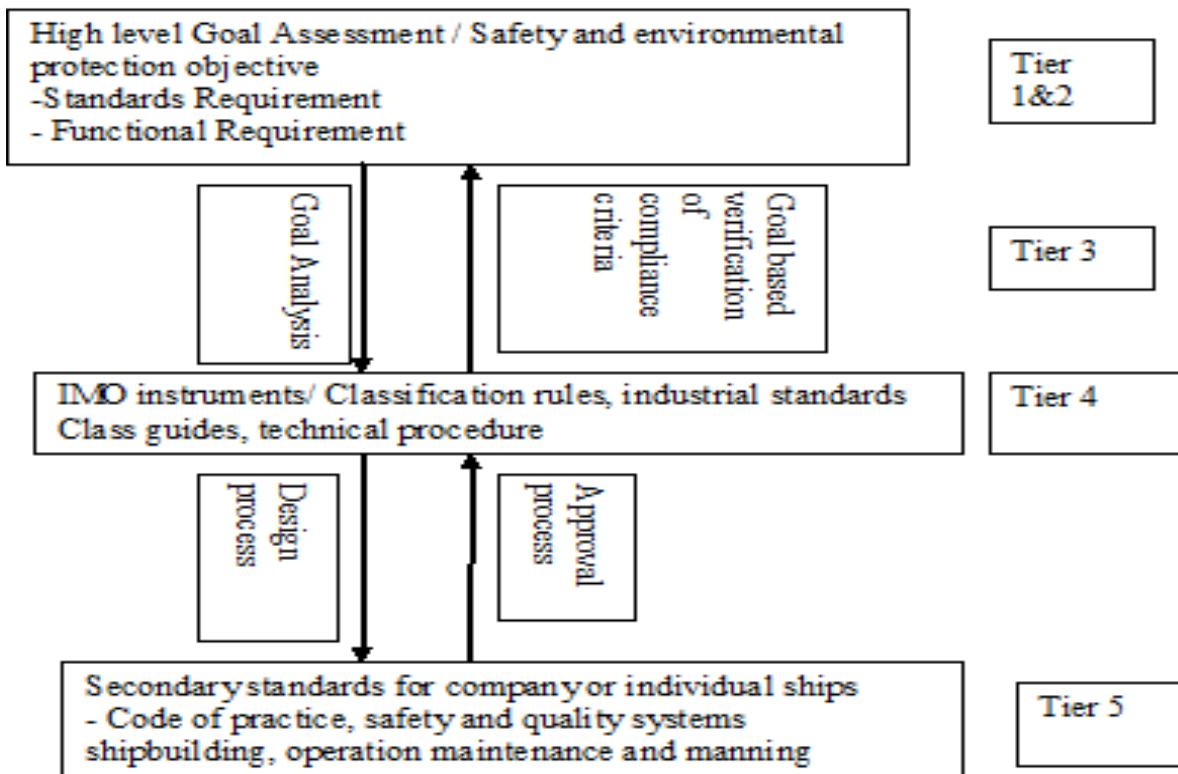 High level Goal Assessment / Safety and environmental
protection objective
-Standards Requirement
- Functional Requirement
Tier
1&2
Goal Analysis
Goal based
verification
of
compliance
criteria
Tier 3
IMO instruments/ Classification rules, industrial standards
Class guides, technical procedure
Tier 4
Design
process
Approval
process
Secondary standards for company or individual ships
- Code of practice, safety and quality systems
shipbuilding, operation maintenance and manning
Tier 5